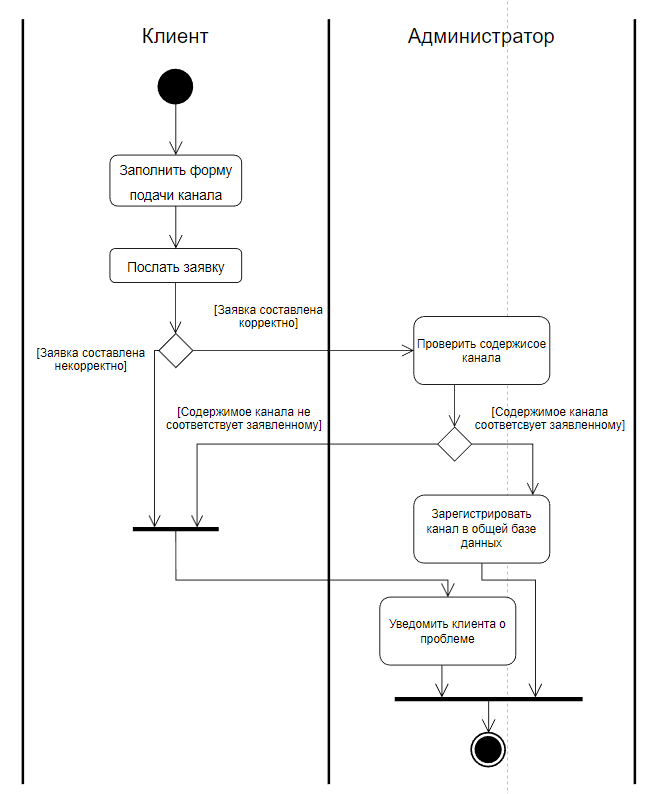 Клиент
Администратор
Заполнить форму
подачи канала
Послать заявку
[Заявка составлена
корректно]
[Заявка составлена
некорректно]
Проверить содержисое
канала
[Содержимое канала не
соответствует заявленному]
[Содержимое канала
соответсвует заявленному]
Зарегистрировать
канал в общей базе
данных
Уведомить клиента о
проблеме